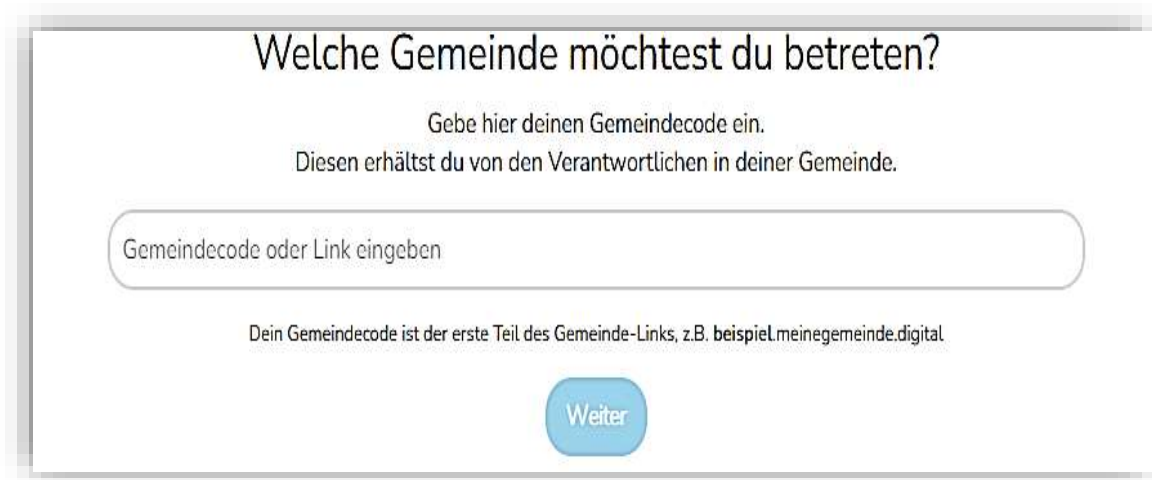 Welche Gemeinde möchtest du betreten?
Gebe hier deinen Gemeindecode ein.
Diesen erhältst du von den Verantwortlichen in deiner Gemeinde.
Gemeindecode oder Link eingeben
Dein Gemeindecode ist der erste Teil des Gemeinde-Links, z.B. beispiel.meinegemeinde.digital
Weiter